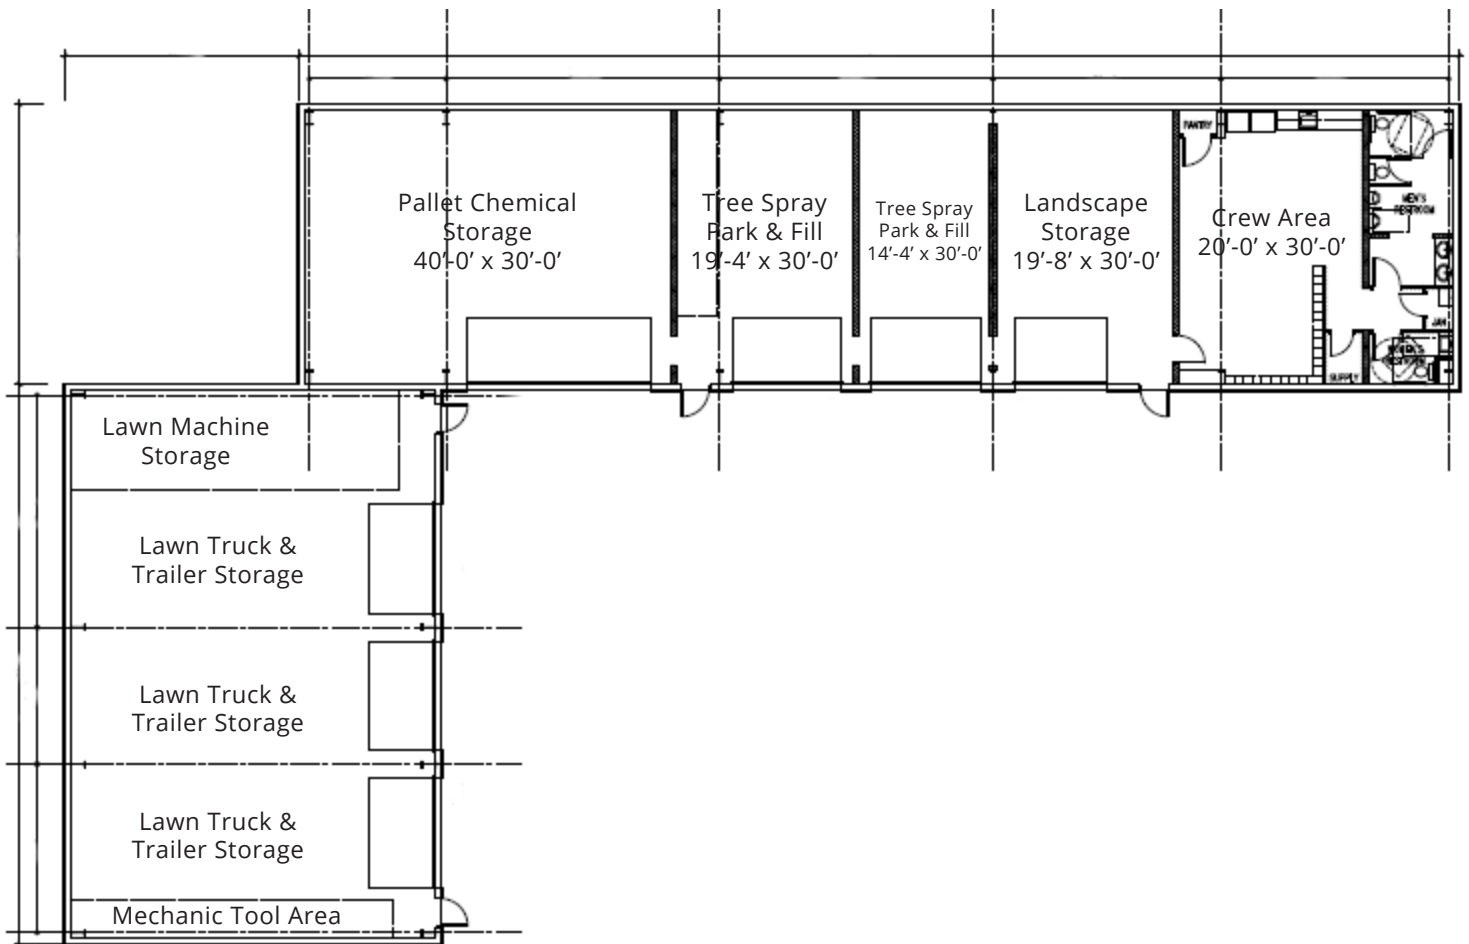 Pallet Chemical
Storage
40'-0' x 30'-0'
Tree Spray
Park & Fill
19'-4' x 30'-0'
Tree Spray
Park & Fill
14'-4' x 30'-0'
Landscape
Storage
19'-8' x 30'-0'
PANTRY
Crew Area
20'-0' x 30'-0'
MEN'S
RESTROOM
JAN
SUPPLY
Lawn Machine
Storage
Lawn Truck &
Trailer Storage
Lawn Truck &
Trailer Storage
Lawn Truck &
Trailer Storage
Mechanic Tool Area